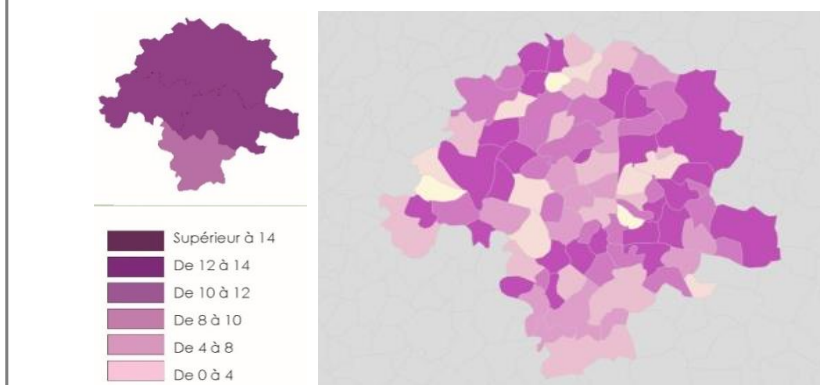 Supérieur à 14
De 12 à 14
De 10 à 12
De 8 à 10
De 4 à 8
De 0 à 4